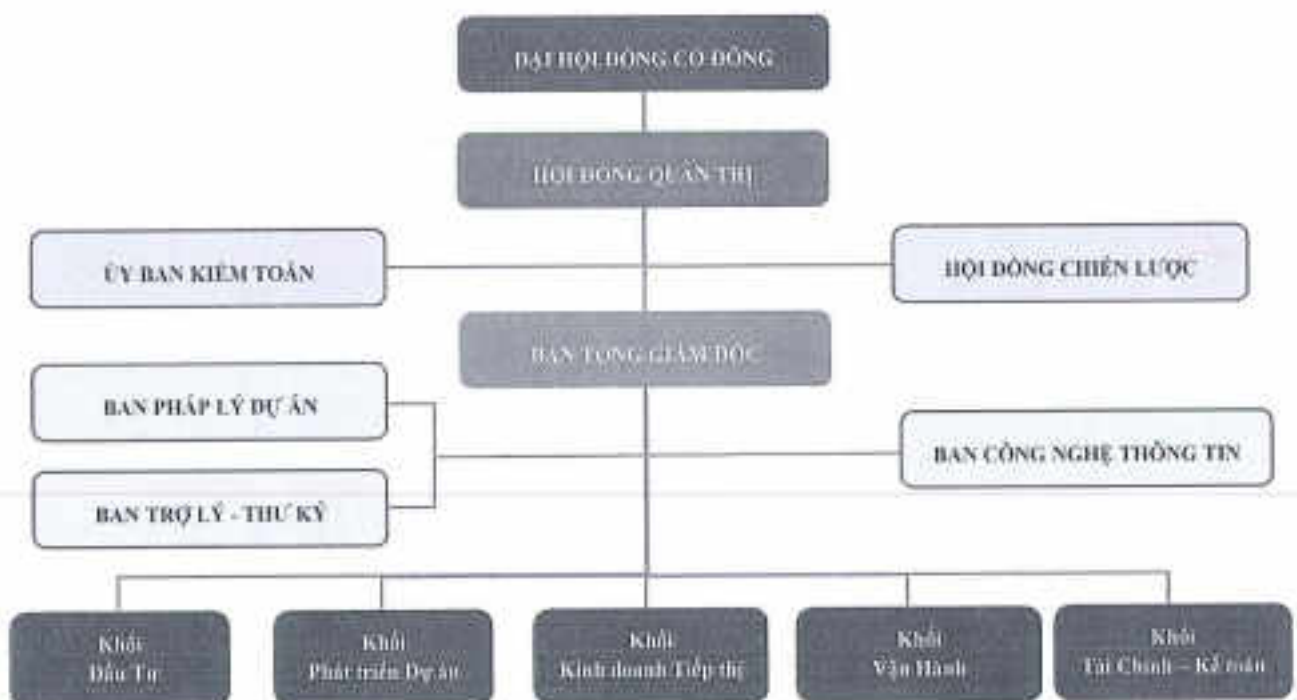 ĐẠI HỘI ĐỒNG CỔ ĐÔNG
HỘI ĐỒNG QUẢN TRỊ
ỦY BAN KIỂM TOÁN
HỘI ĐỒNG CHIẾN LƯỢC
BAN TỔNG GIÁM ĐỐC
BAN PHÁP LÝ DỰ ÁN
BAN CÔNG NGHỆ THÔNG TIN
BAN TRỢ LÝ - THƯ KÝ
Khối
Đầu Tư
Khối
Phát triển Dự án
Khối
Kinh doanh Tiếp thị
Khối
Vận Hành
Khối
Tài Chính – Kế toán